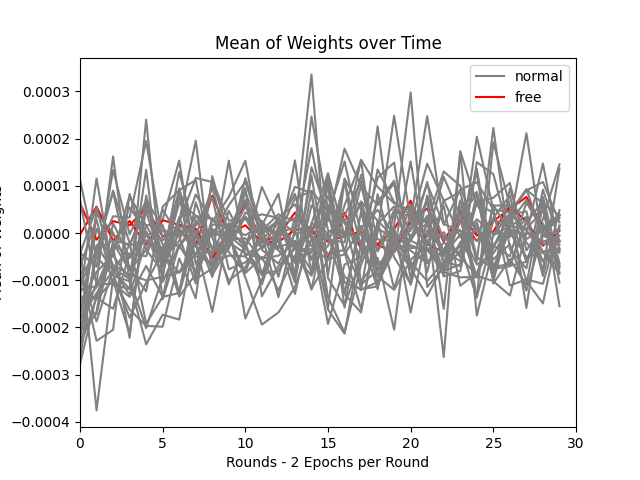 Mean of Weights over Time
normal
free
0.0003
0.0002
0.0001
0.0000
−0.0001
−0.0002
−0.0003
−0.0004
0 5 10 15 20 25 30
Rounds - 2 Epochs per Round